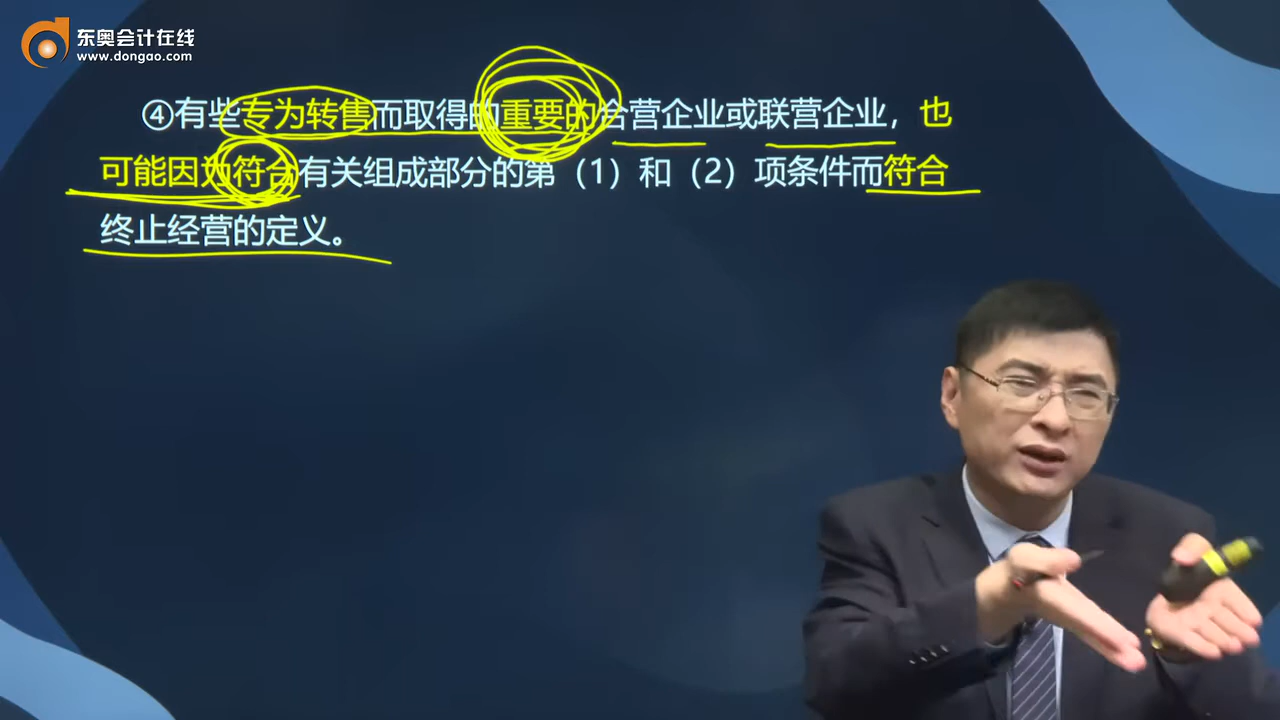 东奥会计在线
www.dongao.com
④有些专为转售而取得的重要的合营企业或联营企业，也
可能因为符合有关组成部分的第（1）和（2）项条件而符合
终止经营的定义。